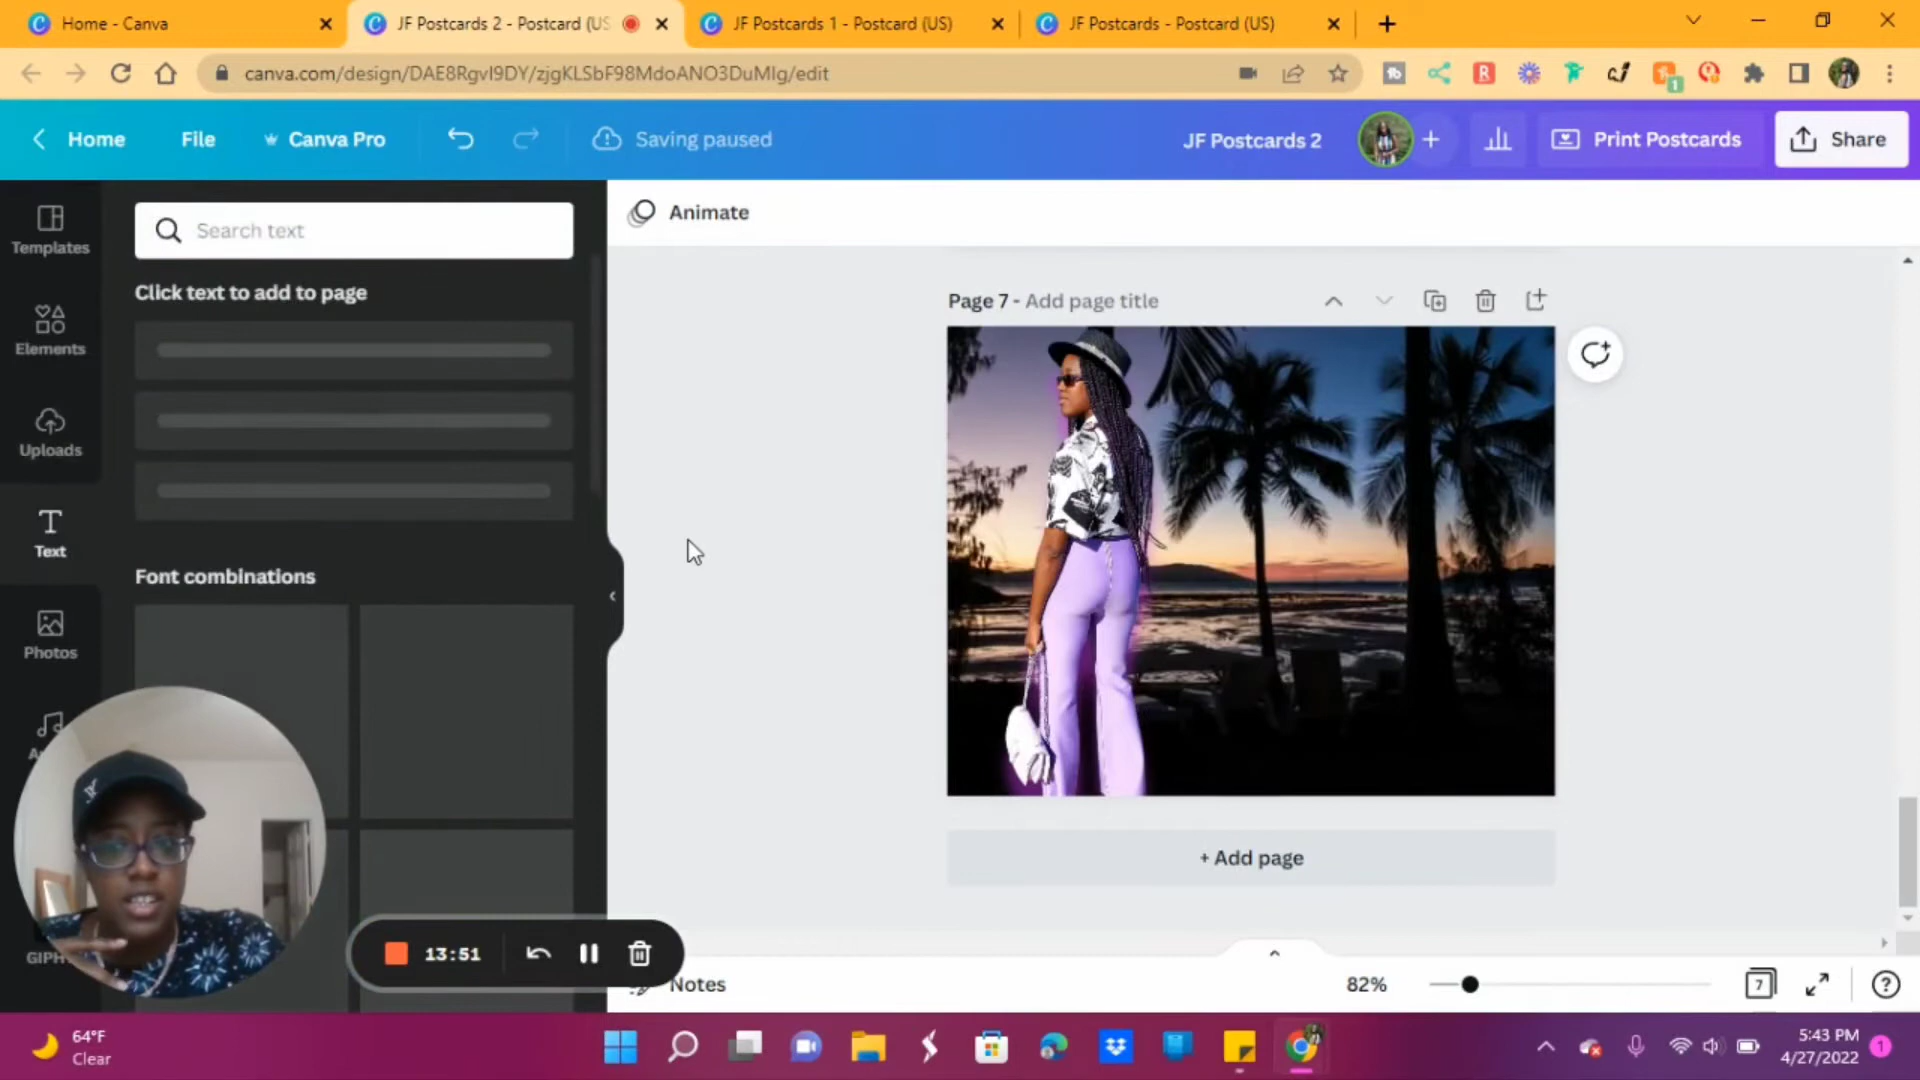 Home - Canva
JF Postcards 2 - Postcard (US
JF Postcards 1 - Postcard (US)
JF Postcards - Postcard (US)
canva.com/design/DAE8RgvI9DY/zjgKLSbF98MdoANO3DuMIg/edit
Home
File
Canva Pro
Saving paused
JF Postcards 2
Print Postcards
Share
Templates
Elements
Uploads
Text
Photos
Search text
Click text to add to page
Font combinations
Animate
Page 7 - Add page title
+ Add page
13:51
Notes
82%
7
64°F
Clear
5:43 PM
4/27/2022
1